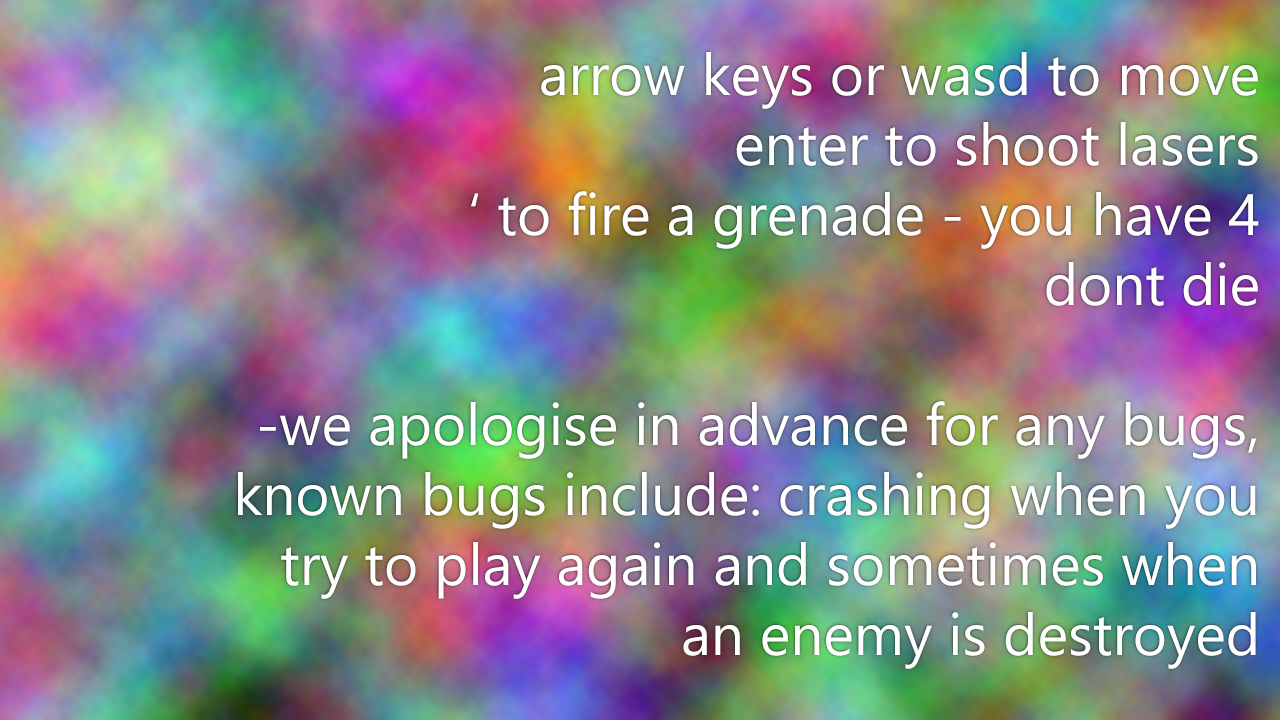 arrow keys or wasd to move
enter to shoot lasers
‘ to fire a grenade - you have 4
dont die
-we apologise in advance for any bugs,
known bugs include: crashing when you
try to play again and sometimes when
an enemy is destroyed